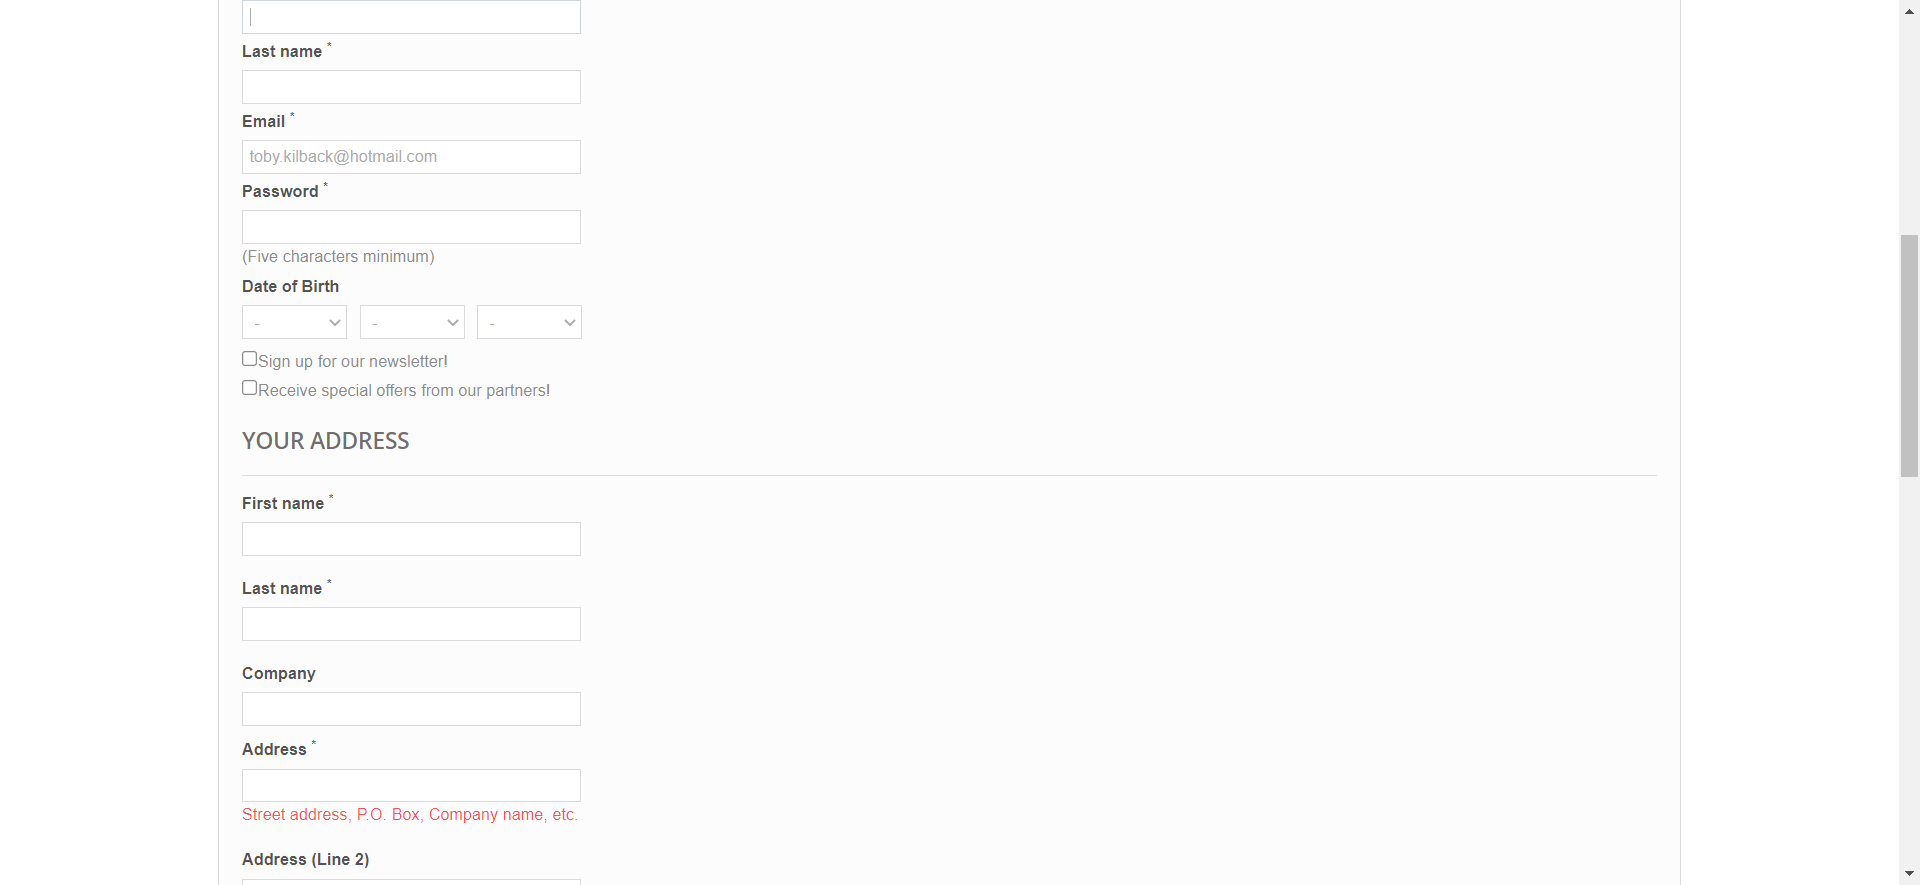 Last name *
Email *
toby.kilback@hotmail.com
Password *
(Five characters minimum)
Date of Birth
- - -
Sign up for our newsletter!
Receive special offers from our partners!
YOUR ADDRESS
First name *
Last name *
Company
Address *
Street address, P.O. Box, Company name, etc.
Address (Line 2)